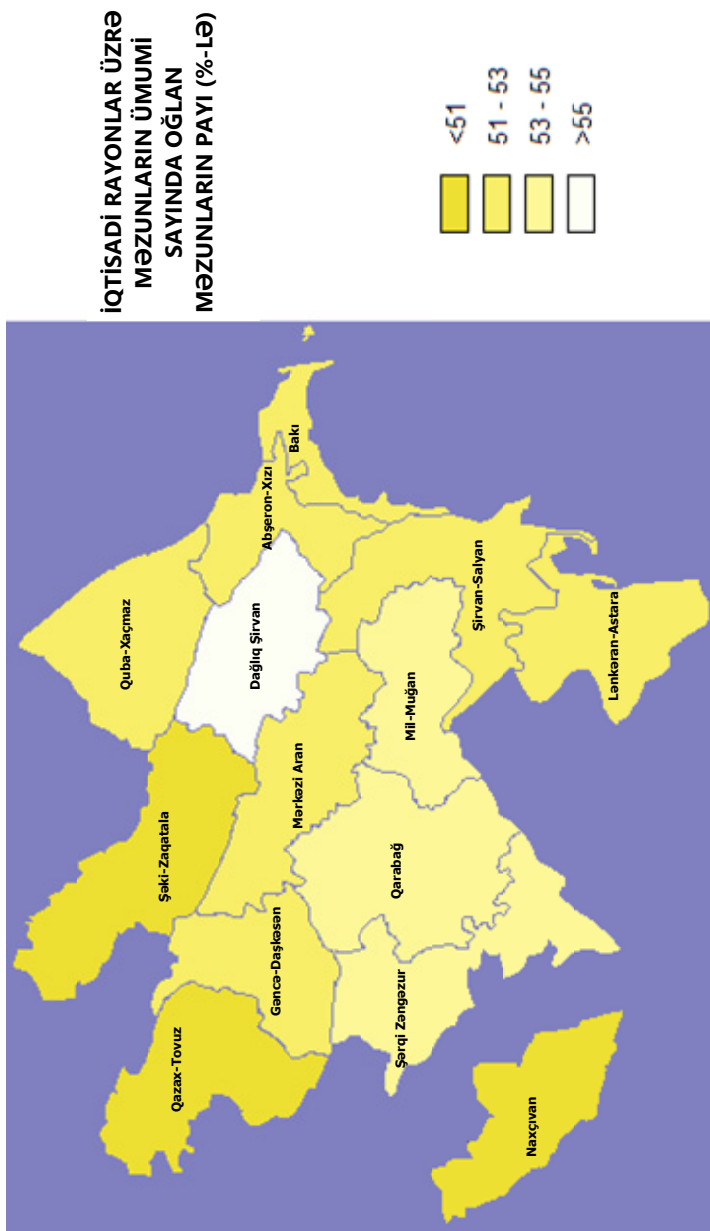 İQTİSADİ RAYONLAR ÜZRƏ
MƏZUNLARIN ÜMUMİ
SAYINDA OĞLAN
MƏZUNLARIN PAYI (%-LƏ)
<51
51 - 53
53 - 55
>55
Quba-Xaçmaz
Abşeron-Xızı
Bakı
Dağlıq Şirvan
Şəki-Zaqatala
Mərkəzi Aran
Şirvan-Salyan
Mil-Muğan
Lənkəran-Astara
Qazax-Tovuz
Gəncə-Daşkəsən
Qarabağ
Şərqi Zəngəzur
Naxçıvan